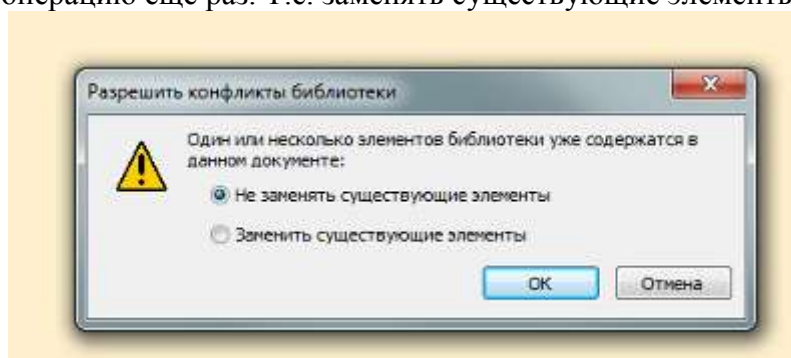 операцию еще раз. Т.е. заменять существующие элементы
Разрешить конфликты библиотеки
Один или несколько элементов библиотеки уже содержатся в
данном документе:
Не заменять существующие элементы
Заменить существующие элементы
ОК
Отмена